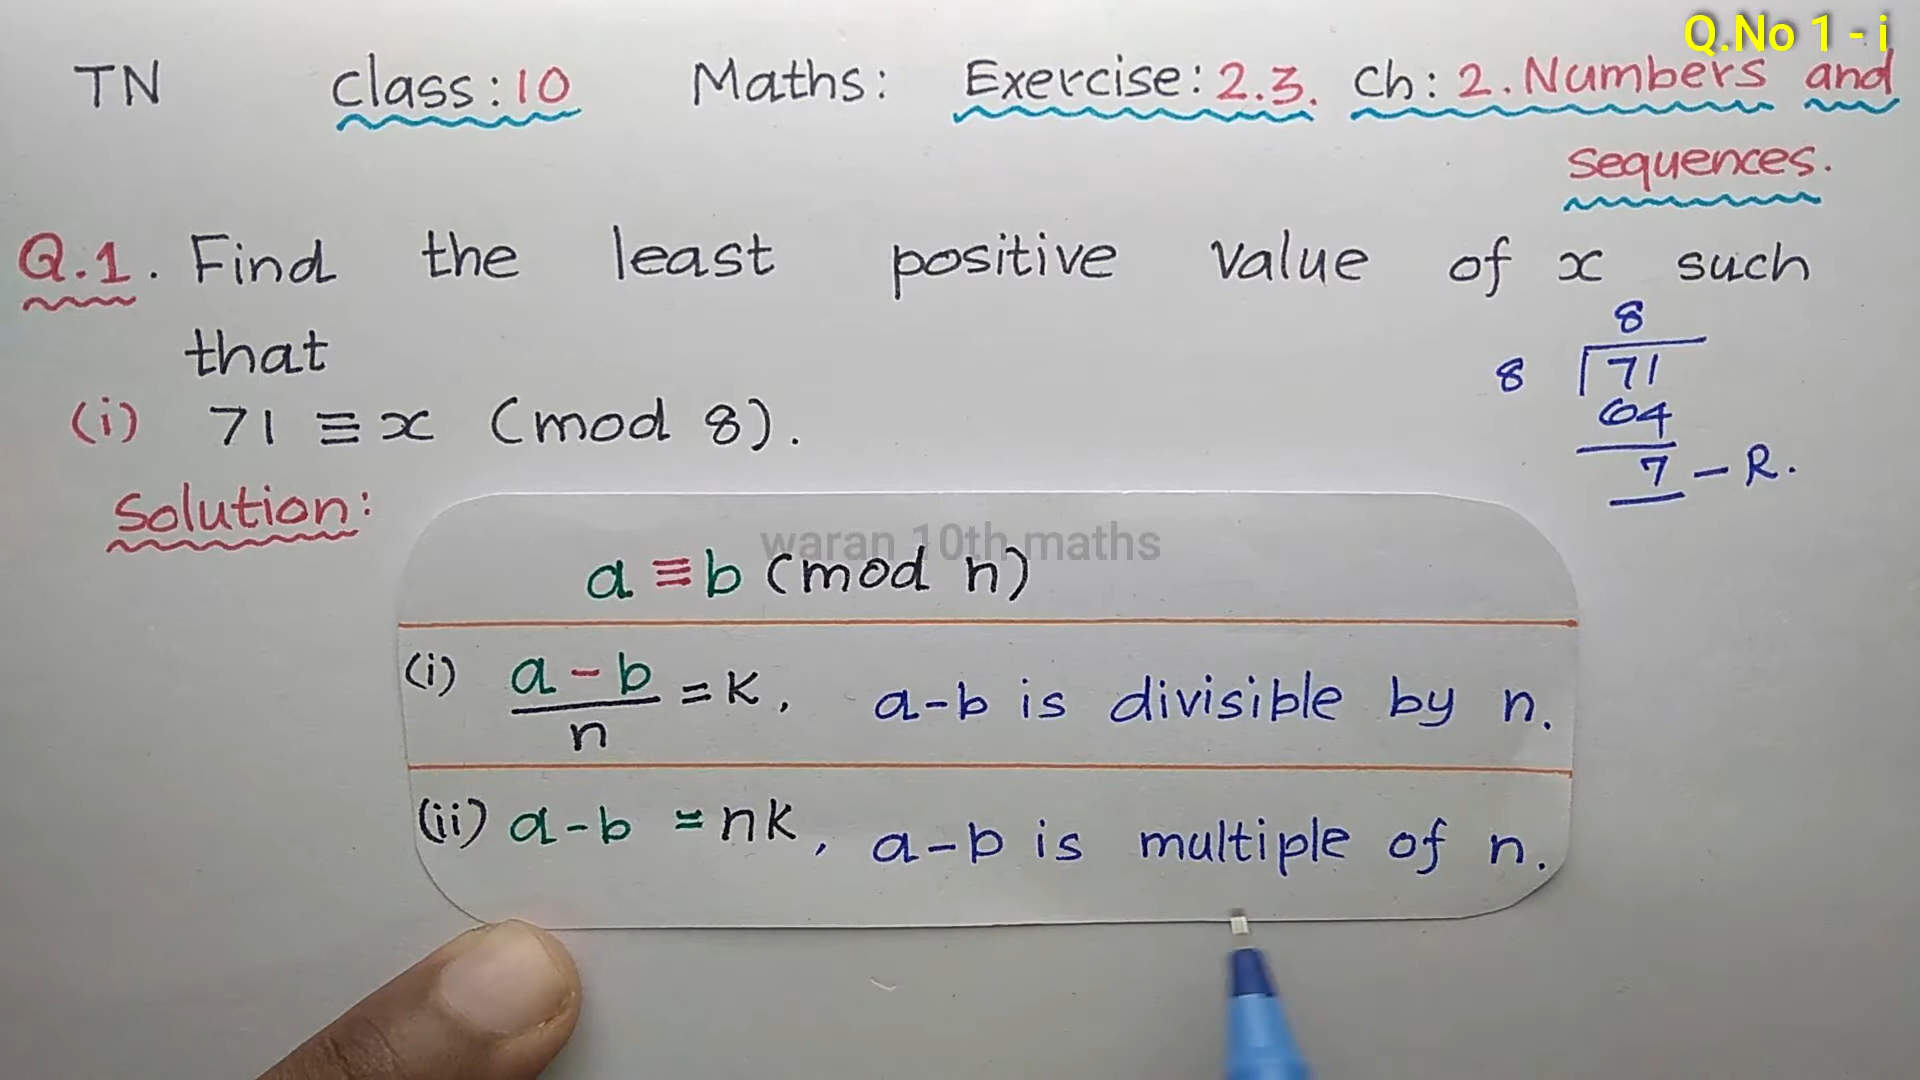 Q.No 1 - i
TN Class: 10 Maths: Exercise: 2.3. Ch: 2. Numbers and
Sequences.
Q.1. Find the least positive value of x such
that
(i) 71 ≡ x (mod 8).
8
8 71
64
7 – R.
Solution:
waran 10th maths
a ≡ b (mod n)
(i) a - b / n = K, a-b is divisible by n.
(ii) a-b = nK, a-b is multiple of n.